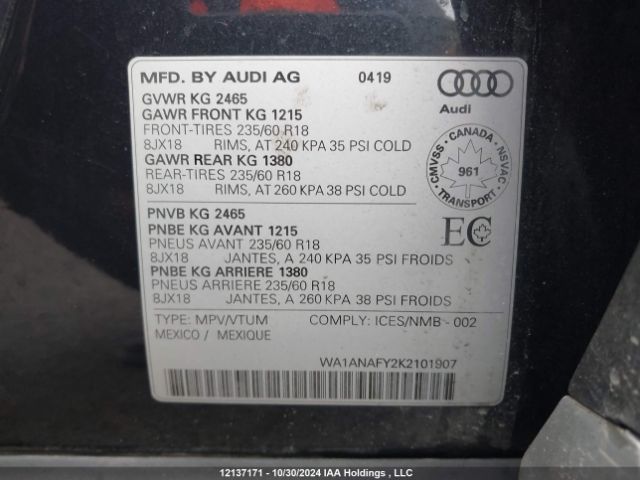 MFD. BY AUDI AG 0419
Audi
GVWR KG 2465
GAWR FRONT KG 1215
FRONT-TIRES 235/60 R18
8JX18 RIMS, AT 240 KPA 35 PSI COLD
GAWR REAR KG 1380
REAR-TIRES 235/60 R18
8JX18 RIMS, AT 260 KPA 38 PSI COLD
CMVSS - CANADA - NSVAC
961
TRANSPORT
PNVB KG 2465
PNBE KG AVANT 1215
PNEUS AVANT 235/60 R18
8JX18 JANTES, A 240 KPA 35 PSI FROIDS
PNBE KG ARRIERE 1380
PNEUS ARRIERE 235/60 R18
8JX18 JANTES, A 260 KPA 38 PSI FROIDS
EC
TYPE: MPV/VTUM COMPLY: ICES/NMB - 002
MEXICO / MEXIQUE
WA1ANAFY2K2101907
12137171 - 10/30/2024 IAA Holdings , LLC